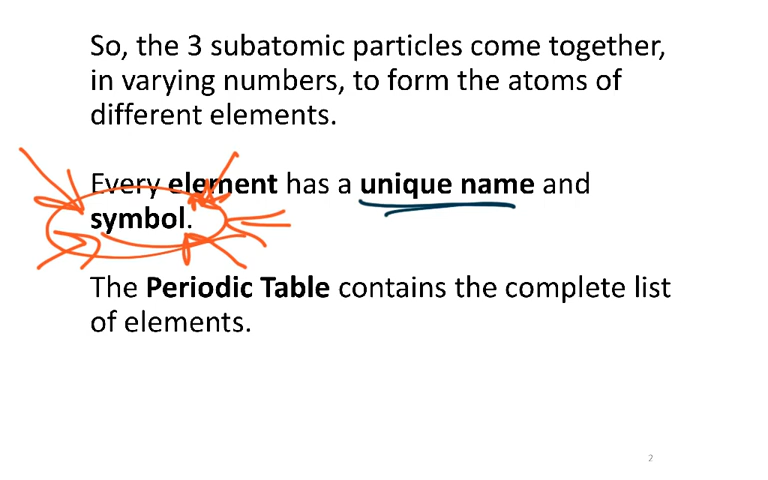 So, the 3 subatomic particles come together,
in varying numbers, to form the atoms of
different elements.
Every element has a unique name and
symbol.
The Periodic Table contains the complete list
of elements.
2